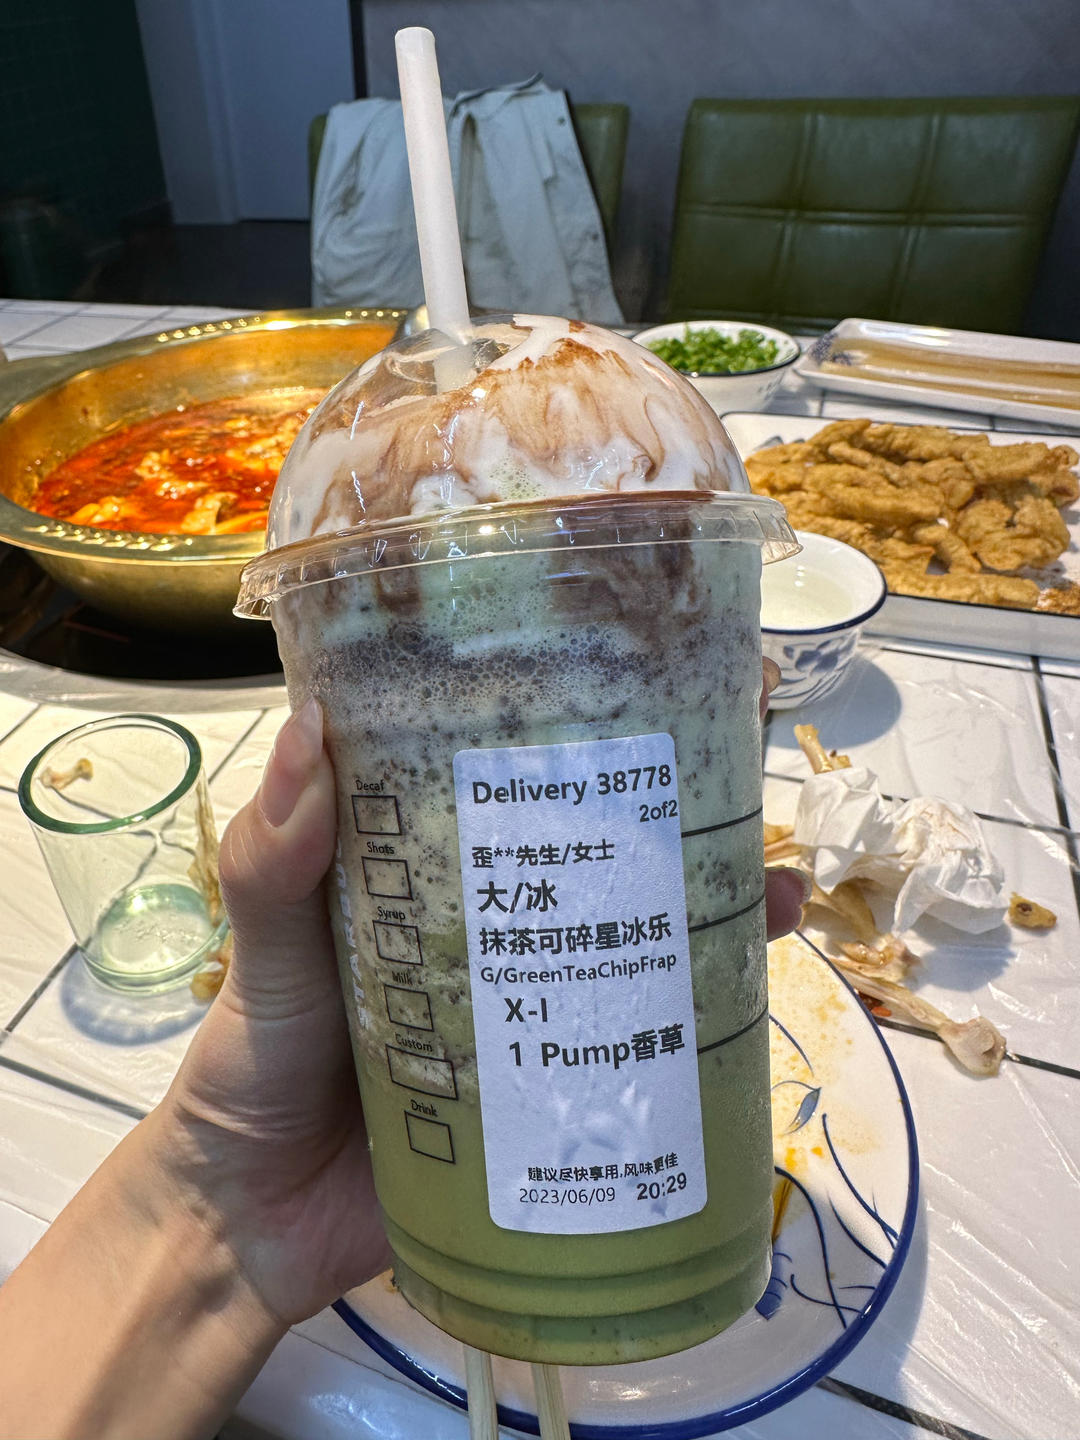 Delivery 38778
2of2
歪**先生/女士
大/冰
抹茶可碎星冰乐
G/GreenTeaChipFrap
X-I
1 Pump香草
建议尽快享用,风味更佳
2023/06/09 20:29
Decaf
Shots
Syrup
Milk
Custom
Drink